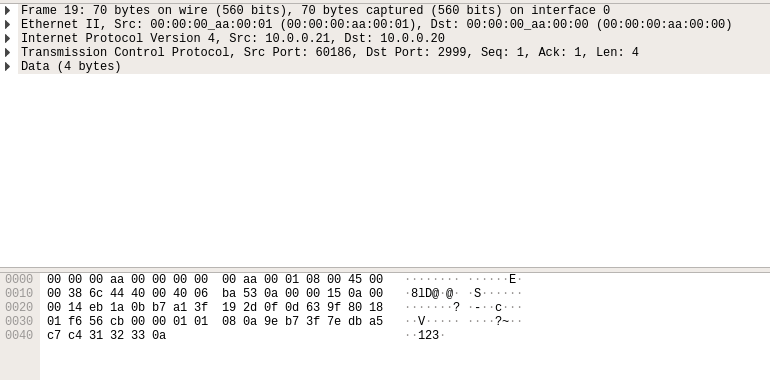 Frame 19: 70 bytes on wire (560 bits), 70 bytes captured (560 bits) on interface 0
Ethernet II, Src: 00:00:00_aa:00:01 (00:00:00:aa:00:01), Dst: 00:00:00_aa:00:00 (00:00:00:aa:00:00)
Internet Protocol Version 4, Src: 10.0.0.21, Dst: 10.0.0.20
Transmission Control Protocol, Src Port: 60186, Dst Port: 2999, Seq: 1, Ack: 1, Len: 4
Data (4 bytes)
0000 00 00 00 aa 00 00 00 00 00 aa 00 01 08 00 45 00 ········ ······E·
0010 00 38 6c 44 40 00 40 06 ba 53 0a 00 00 15 0a 00 ·8lD@·@· ·S······
0020 00 14 eb 1a 0b b7 a1 3f 19 2d 0f 0d 63 9f 80 18 ·······? ·-··c···
0030 01 f6 56 cb 00 00 01 01 08 0a 9e b7 3f 7e db a5 ··V····· ····?~··
0040 c7 c4 31 32 33 0a ··123·